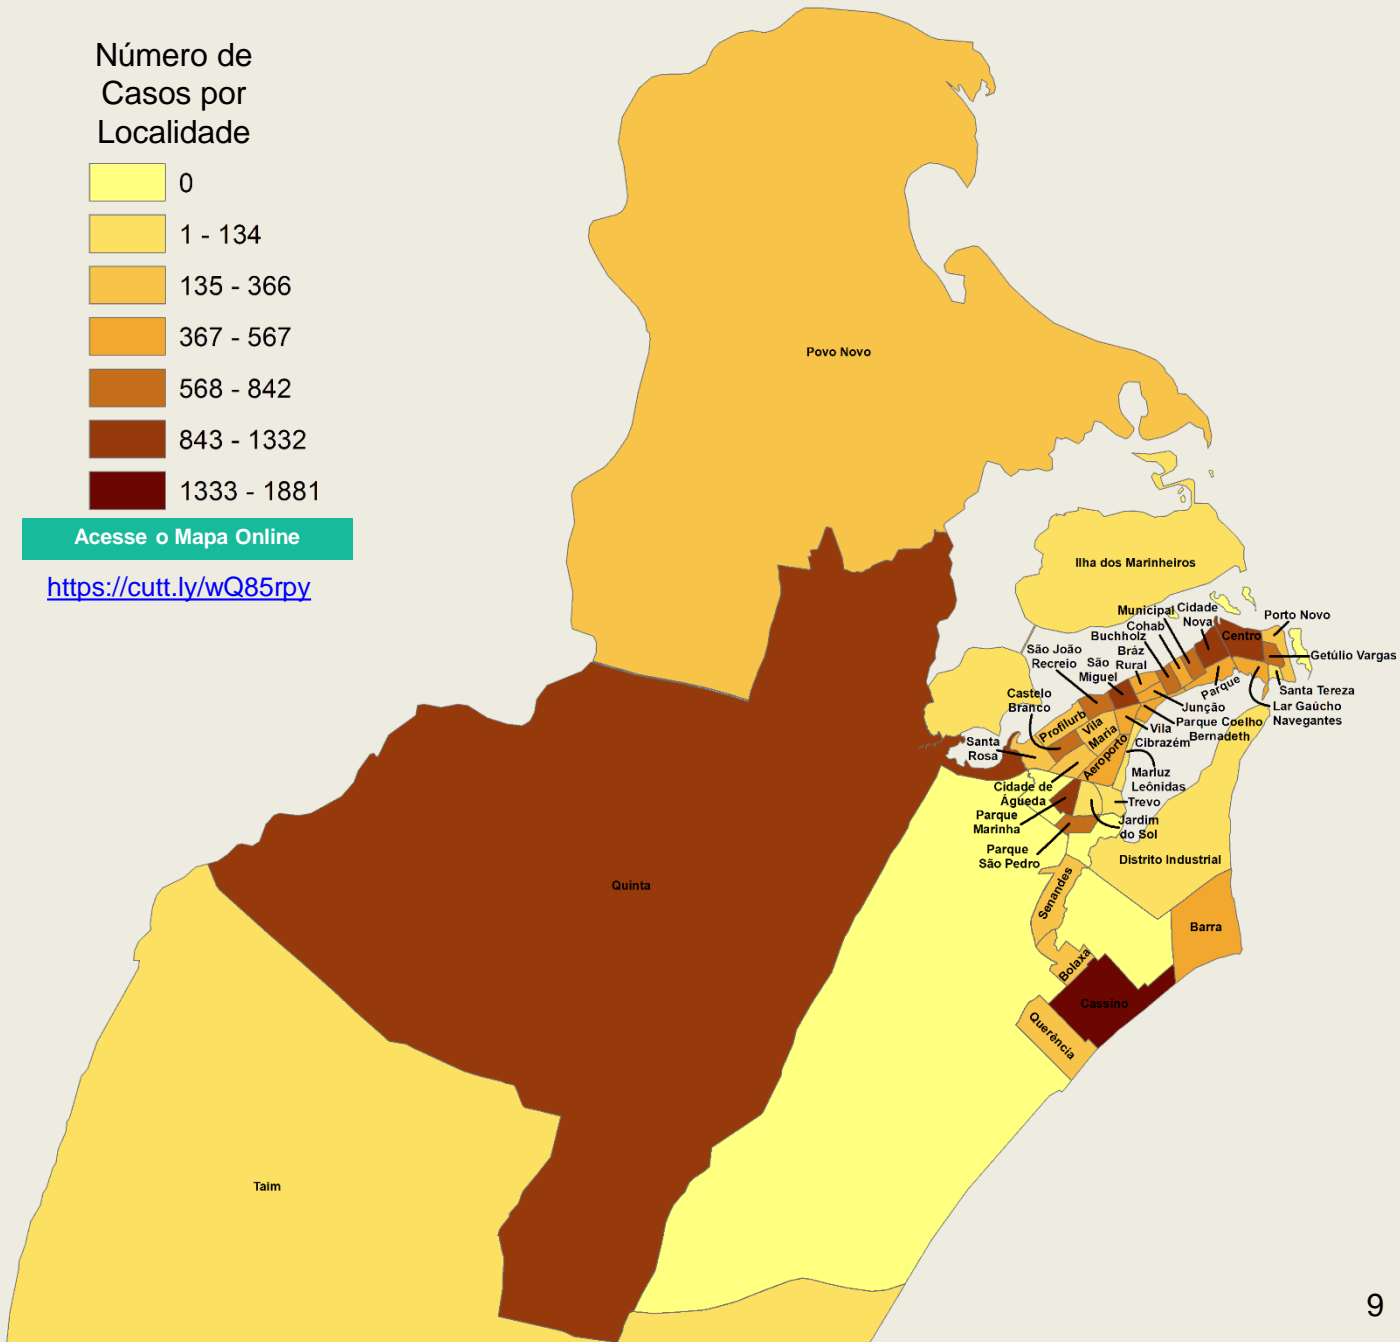 Número de
Casos por
Localidade
0
1 - 134
135 - 366
367 - 567
568 - 842
843 - 1332
1333 - 1881
Acesse o Mapa Online
https://cutt.ly/wQ85rpy
Povo Novo
Ilha dos Marinheiros
Municipal
Cidade
Nova
Cohab
Buchholz
Bráz
Rural
Centro
Porto Novo
Getúlio Vargas
São João
Recreio
São
Miguel
Parque
Santa Tereza
Lar Gaúcho
Navegantes
Castelo
Branco
Junção
Parque Coelho
Bernadeth
Profilurb
Vila
Maria
Vila
Cibrazém
Santa
Rosa
Aeroporto
Marluz
Leônidas
Cidade de
Águeda
Trevo
Parque
Marinha
Jardim
do Sol
Parque
São Pedro
Distrito Industrial
Senandes
Quinta
Barra
Bolaxa
Cassino
Querência
Taim
9